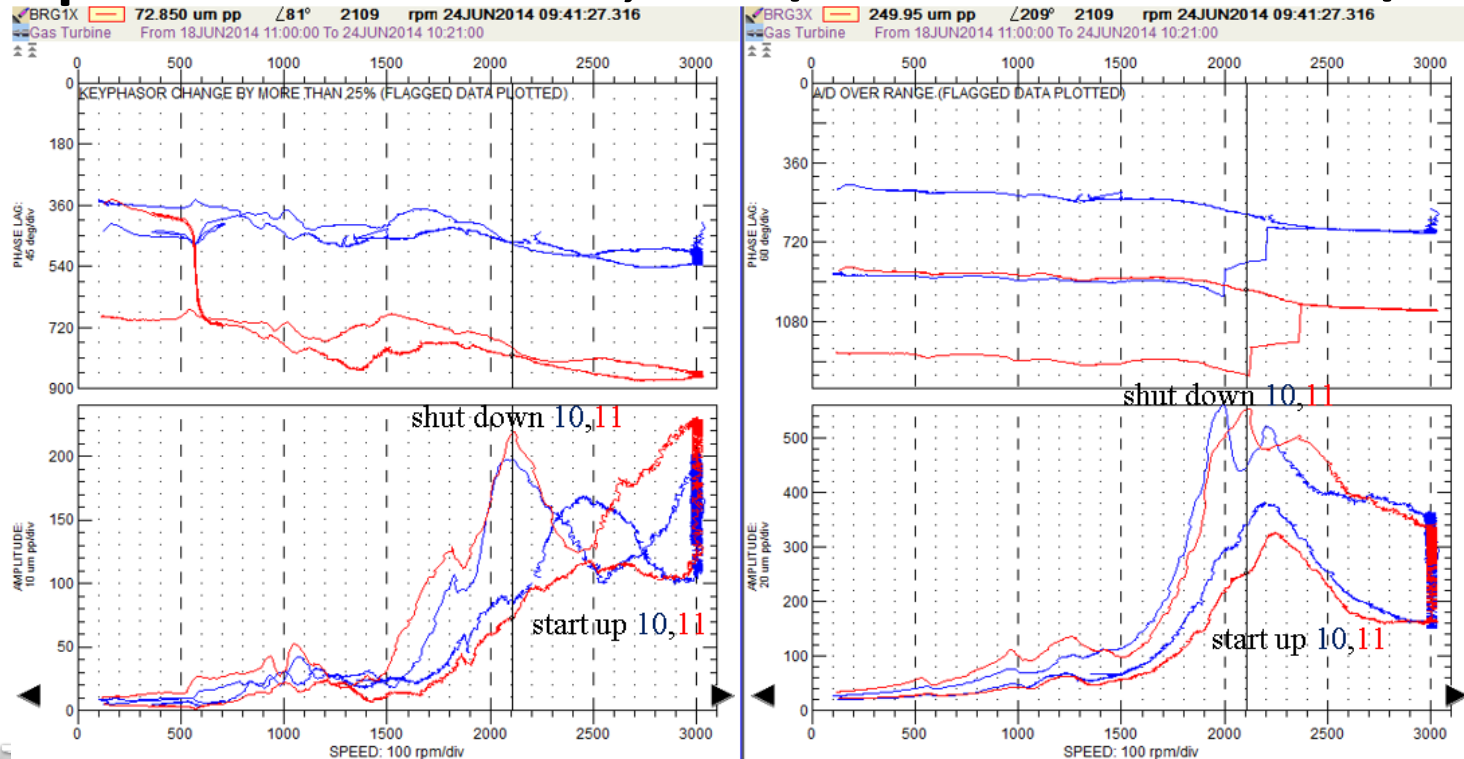 BRG1X 72.850 um pp ∠81° 2109 rpm 24JUN2014 09:41:27.316
Gas Turbine From 18JUN2014 11:00:00 To 24JUN2014 10:21:00
0 500 1000 1500 2000 2500 3000
KEYPHASOR CHANGE BY MORE THAN 25% (FLAGGED DATA PLOTTED)
PHASE LAG:
45 deg/div
0
180
360
540
720
900
shut down 10,11
start up 10,11
AMPLITUDE:
10 um pp/div
200
150
100
50
0
0 500 1000 1500 2000 2500 3000
SPEED: 100 rpm/div
BRG3X 249.95 um pp ∠209° 2109 rpm 24JUN2014 09:41:27.316
Gas Turbine From 18JUN2014 11:00:00 To 24JUN2014 10:21:00
0 500 1000 1500 2000 2500 3000
A/D OVER RANGE (FLAGGED DATA PLOTTED)
PHASE LAG:
60 deg/div
0
360
720
1080
shut down 10,11
start up 10,11
AMPLITUDE:
20 um pp/div
500
400
300
200
100
0
0 500 1000 1500 2000 2500 3000
SPEED: 100 rpm/div